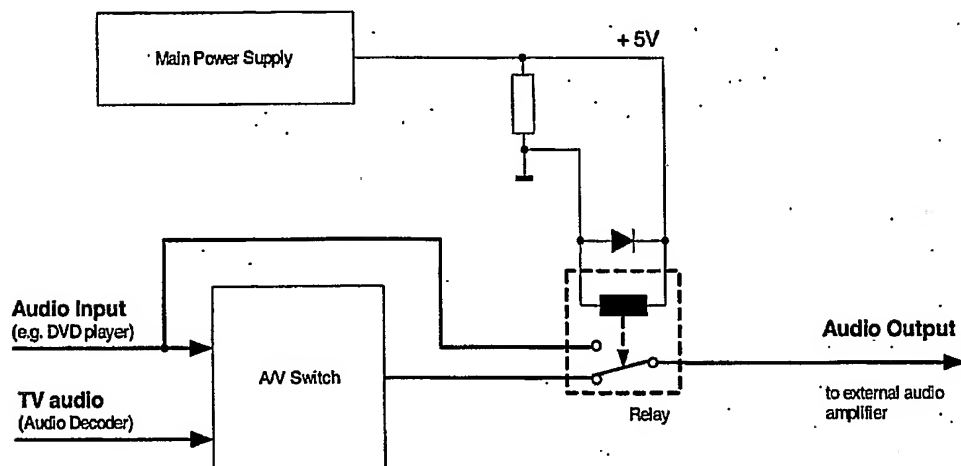 Main Power Supply
+ 5V
Audio Input
(e.g. DVD player)
A/V Switch
TV audio
(Audio Decoder)
Relay
Audio Output
to external audio
amplifier